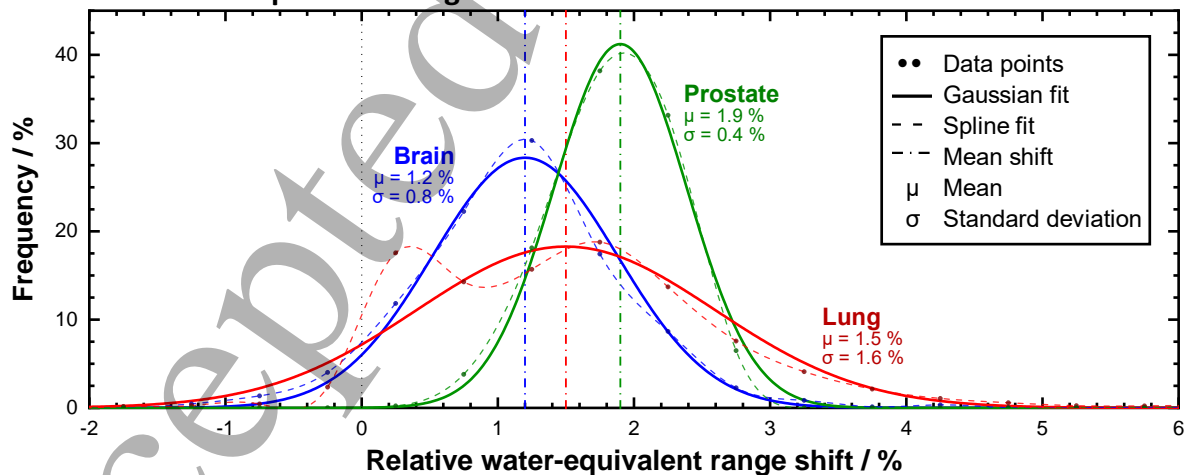 40
30
20
10
0
Frequency / %
-2
-1
0
1
2
3
4
5
6
Relative water-equivalent range shift / %
Brain
μ = 1.2 %
σ = 0.8 %
Prostate
μ = 1.9 %
σ = 0.4 %
Lung
μ = 1.5 %
σ = 1.6 %
Data points
Gaussian fit
Spline fit
Mean shift
μ Mean
σ Standard deviation
cepted